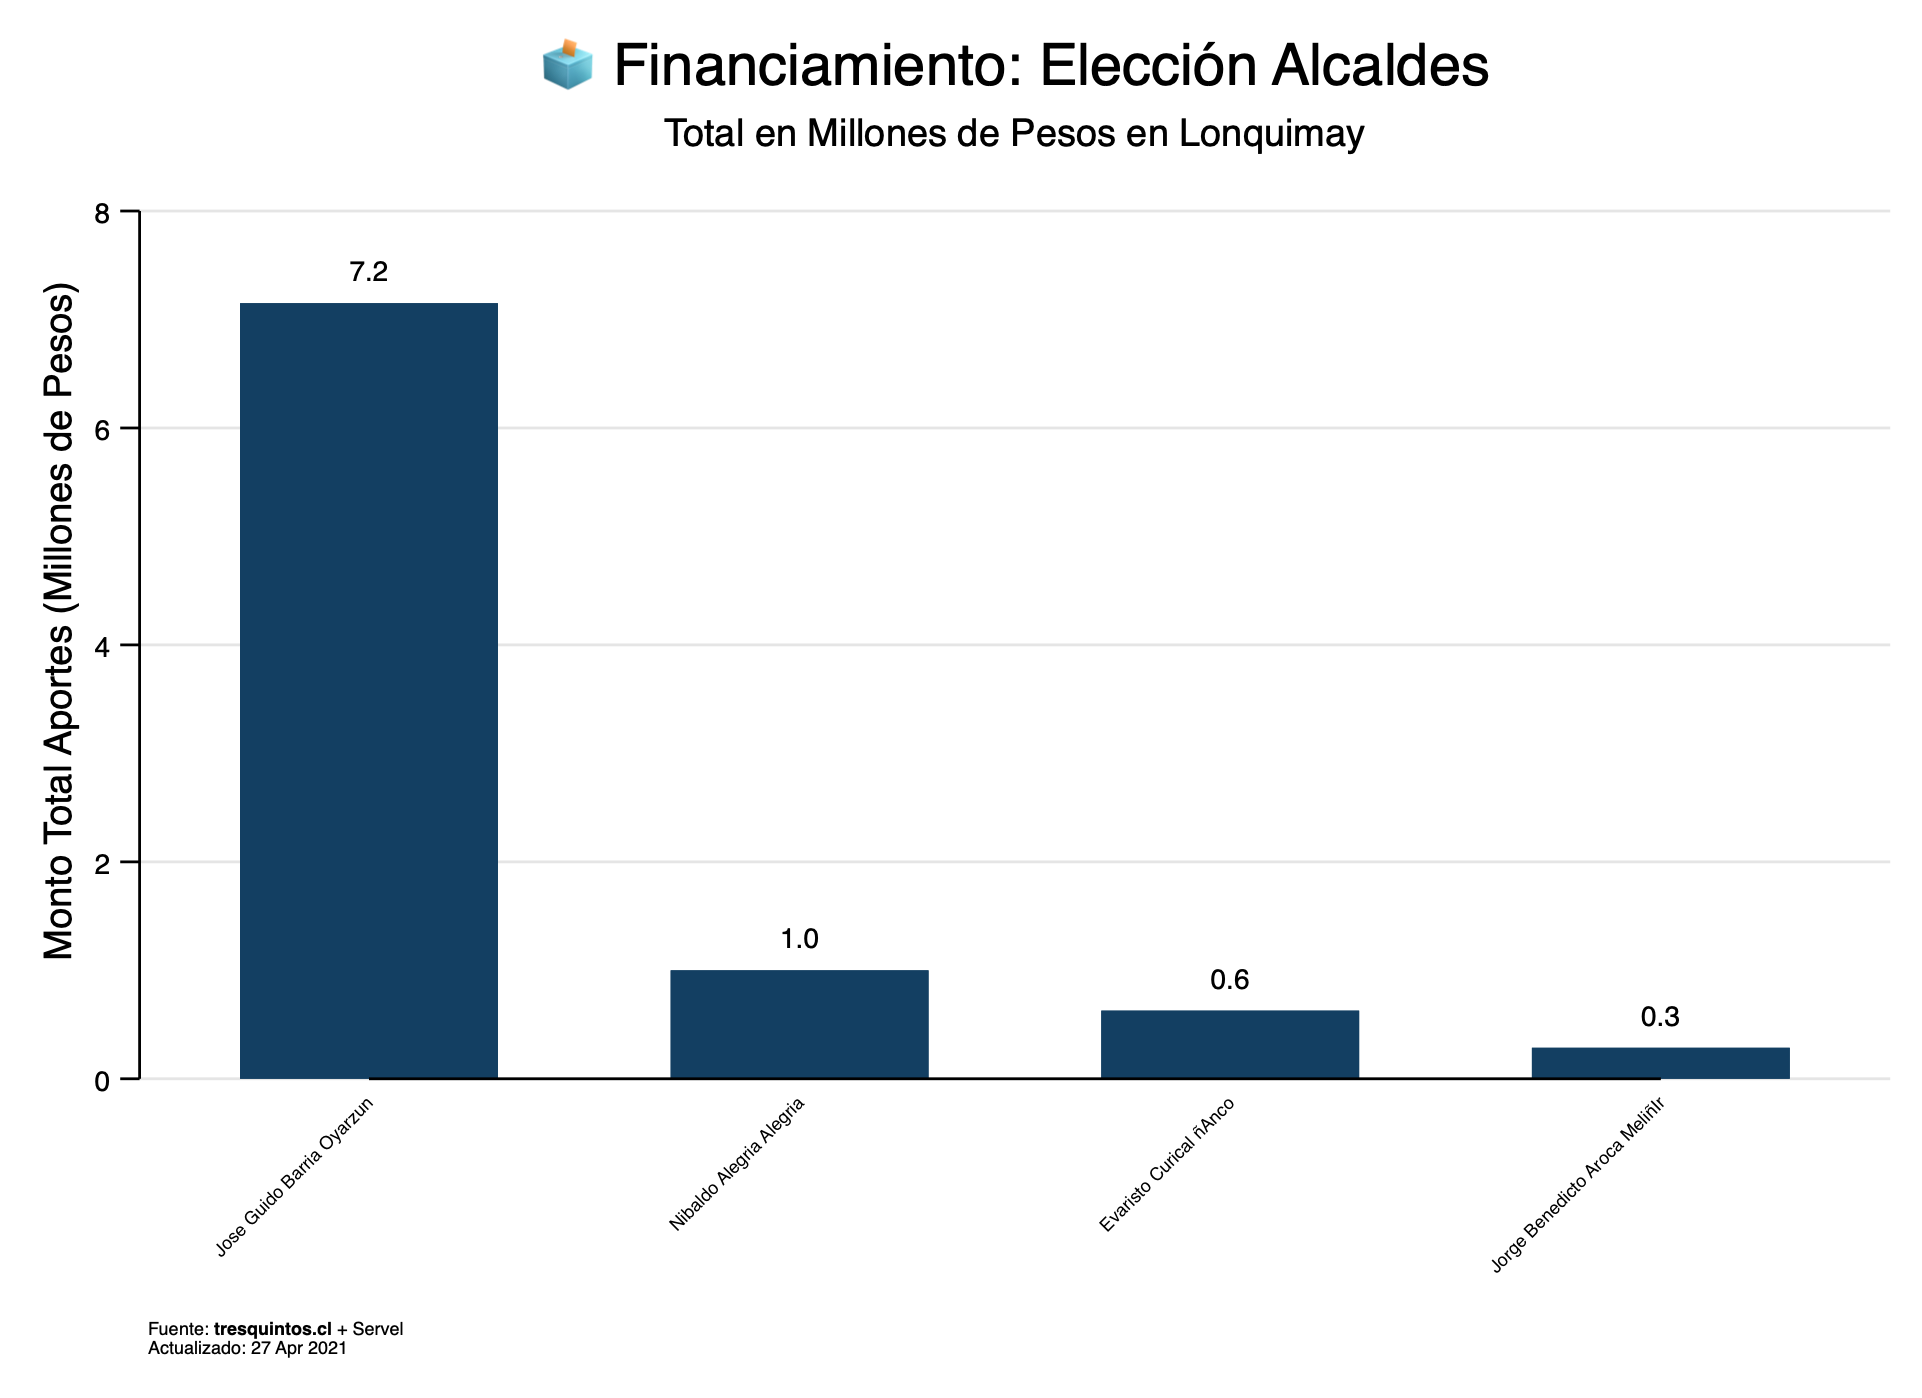 Financiamiento: Elección Alcaldes
Total en Millones de Pesos en Lonquimay
Monto Total Aportes (Millones de Pesos)
8
6
4
2
0
7.2
1.0
0.6
0.3
Jose Guido Barria Oyarzun
Nibaldo Alegria Alegria
Evaristo Curical ñAnco
Jorge Benedicto Aroca MeliñIr
Fuente: tresquintos.cl + Servel
Actualizado: 27 Apr 2021